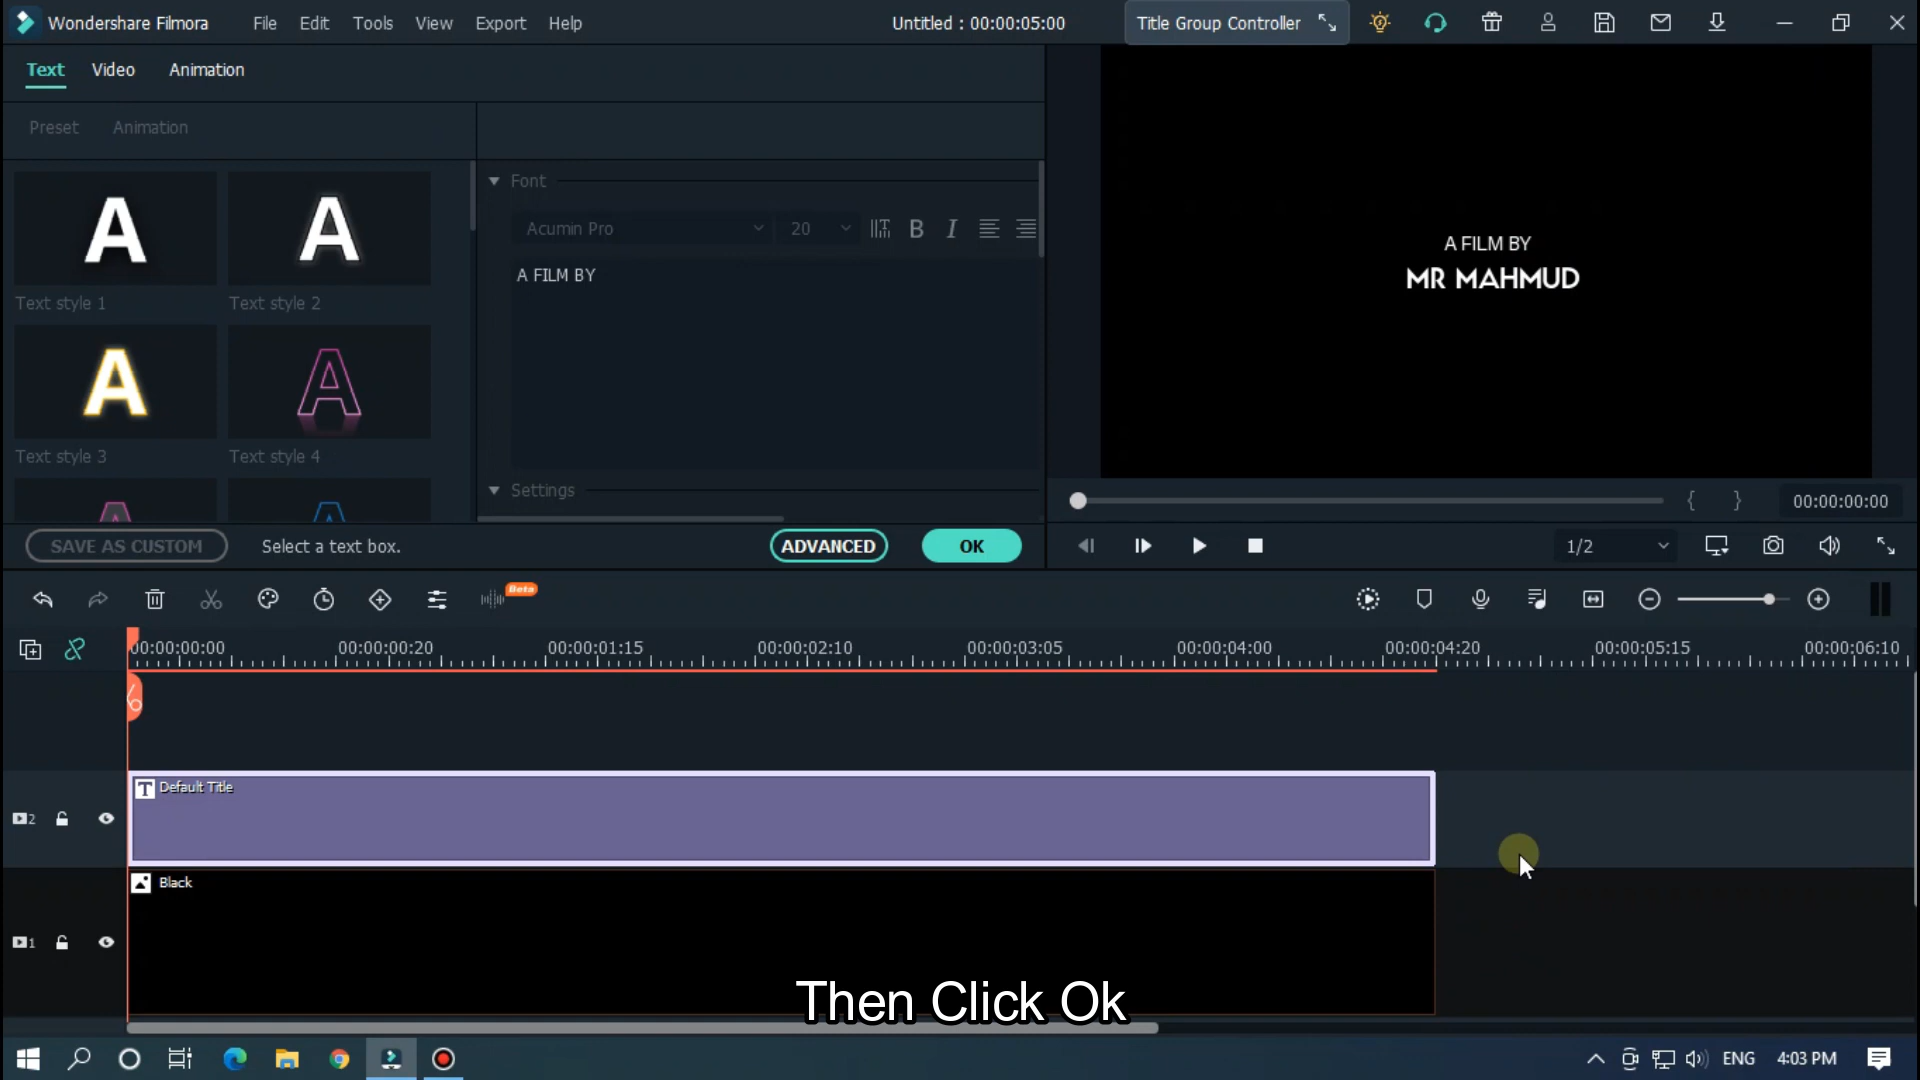 Wondershare Filmora File Edit Tools View Export Help Untitled : 00:00:05:00 Title Group Controller
Text Video Animation
Preset Animation
A A
Text style 1 Text style 2
A A
Text style 3 Text style 4
A A
Font
Acumin Pro 20 B I
A FILM BY
Settings
SAVE AS CUSTOM Select a text box. ADVANCED OK
A FILM BY
MR MAHMUD
{ } 00:00:00:00
1/2
Beta
00:00:00:00 00:00:00:20 00:00:01:15 00:00:02:10 00:00:03:05 00:00:04:00 00:00:04:20 00:00:05:15 00:00:06:10
T Default Title
2
Black
1
Then Click Ok
ENG 4:03 PM